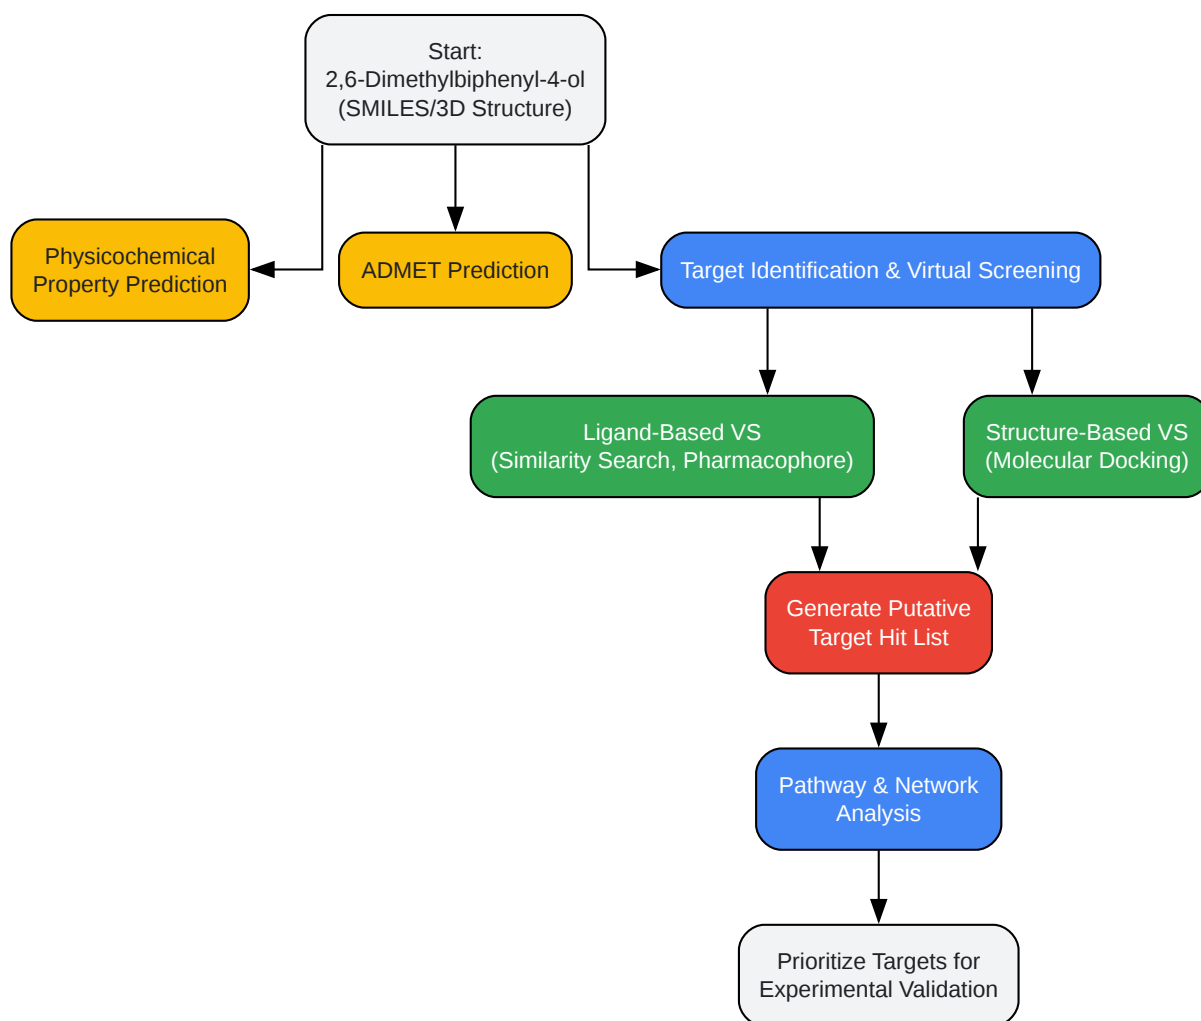 Start:
2,6-Dimethylbiphenyl-4-ol
(SMILES/3D Structure)
Physicochemical
Property Prediction
ADMET Prediction
Target Identification & Virtual Screening
Ligand-Based VS
(Similarity Search, Pharmacophore)
Structure-Based VS
(Molecular Docking)
Generate Putative
Target Hit List
Pathway & Network
Analysis
Prioritize Targets for
Experimental Validation